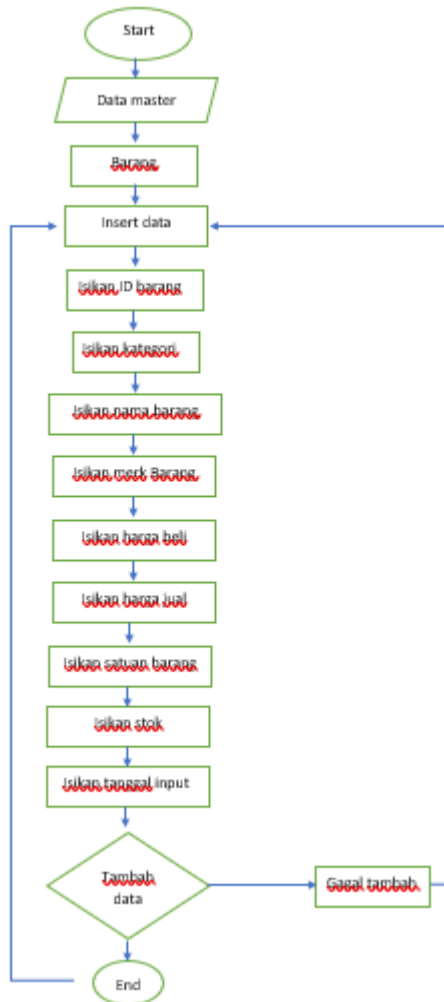 Start
Data master
Barang
Insert data
Isikan ID barang
Isikan kategori
Isikan nama barang
Isikan merk Barang
Isikan harga beli
Isikan harga jual
Isikan satuan barang
Isikan stok
Isikan tanggal input
Tambah
data
Gagal tambah
End